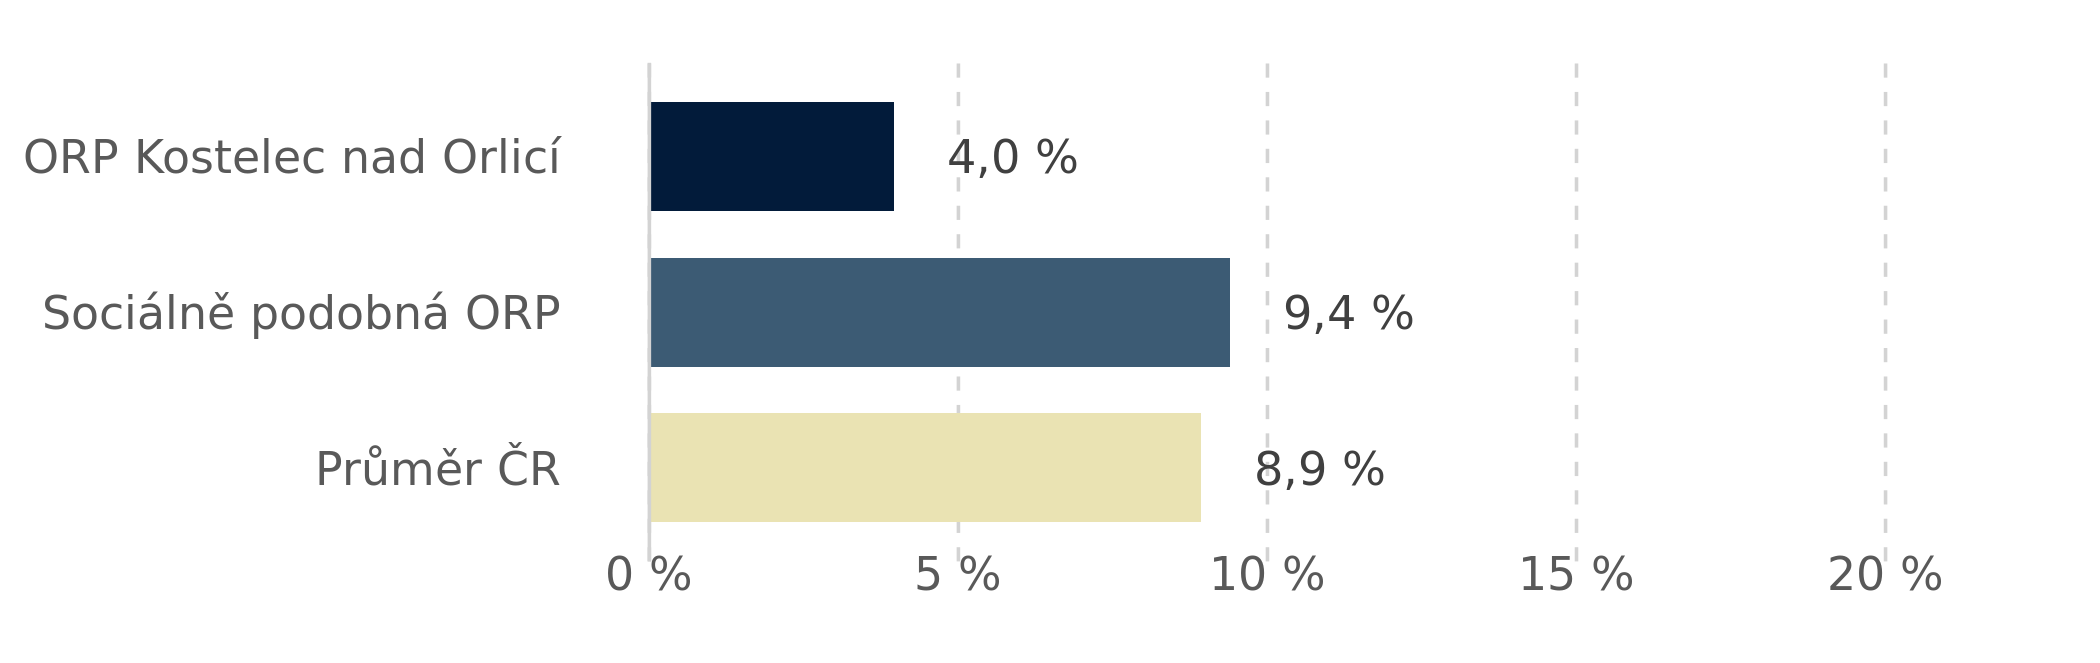 ORP Kostelec nad Orlicí 4,0 %
Sociálně podobná ORP 9,4 %
Průměr ČR 8,9 %
0 % 5 % 10 % 15 % 20 %